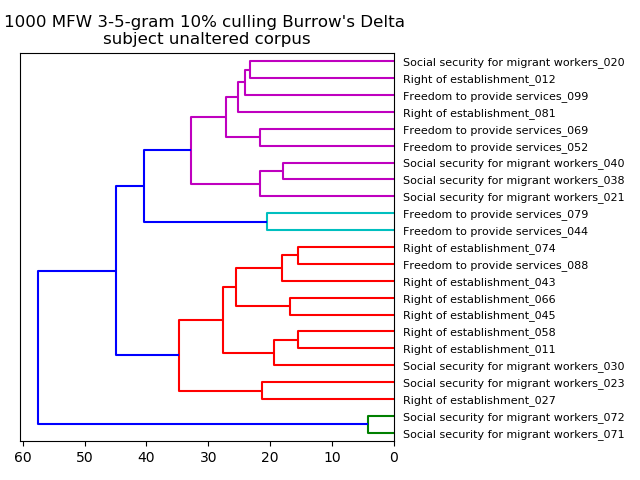 1000 MFW 3-5-gram 10% culling Burrow's Delta
subject unaltered corpus
Social security for migrant workers_020
Right of establishment_012
Freedom to provide services_099
Right of establishment_081
Freedom to provide services_069
Freedom to provide services_052
Social security for migrant workers_040
Social security for migrant workers_038
Social security for migrant workers_021
Freedom to provide services_079
Freedom to provide services_044
Right of establishment_074
Freedom to provide services_088
Right of establishment_043
Right of establishment_066
Right of establishment_045
Right of establishment_058
Right of establishment_011
Social security for migrant workers_030
Social security for migrant workers_023
Right of establishment_027
Social security for migrant workers_072
Social security for migrant workers_071
60 50 40 30 20 10 0